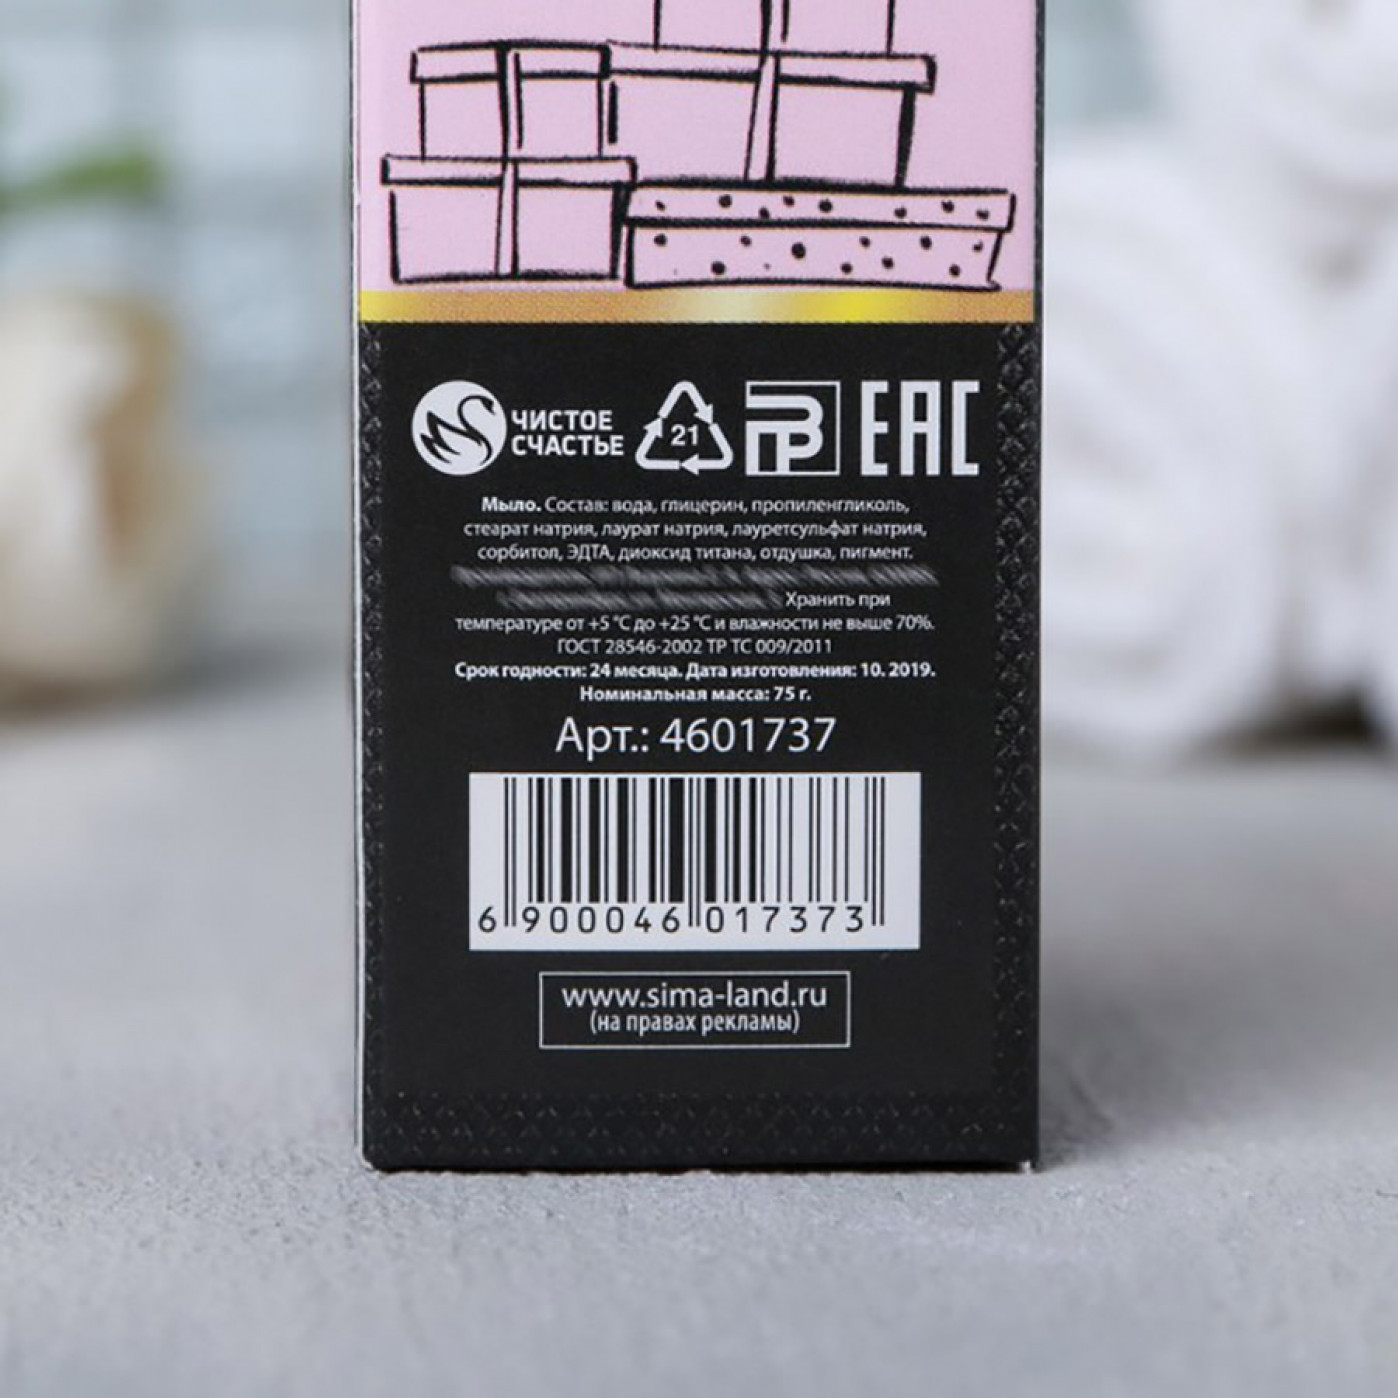 ЧИСТОЕ
СЧАСТЬЕ
21
EAC
Мыло. Состав: вода, глицерин, пропиленгликоль,
стеарат натрия, лаурат натрия, лауретсульфат натрия,
сорбитол, ЭДТА, диоксид титана, отдушка, пигмент.
Хранить при
температуре от +5 °С до +25 °С и влажности не выше 70%.
ГОСТ 28546-2002 ТР ТС 009/2011
Срок годности: 24 месяца. Дата изготовления: 10. 2019.
Номинальная масса: 75 г.
Арт.: 4601737
6 900046 017373
www.sima-land.ru
(на правах рекламы)